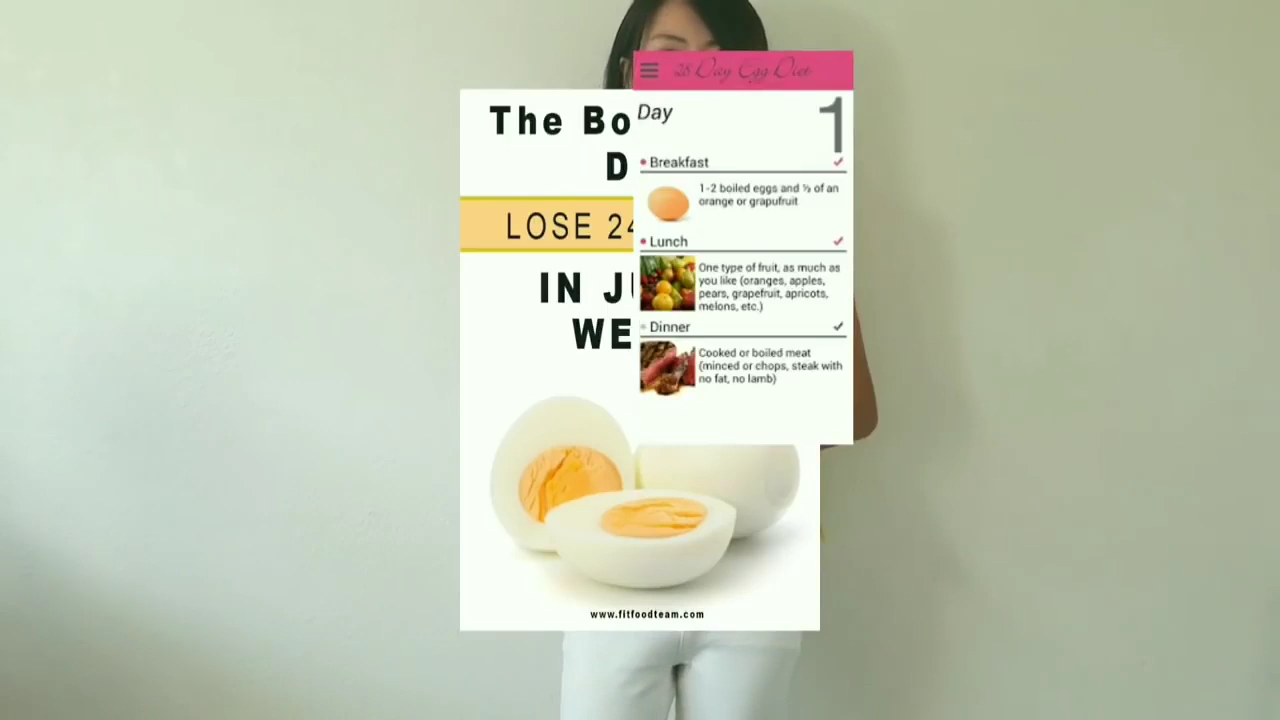 The Bo
D
LOSE 24
IN JU
WE
www.fitfoodteam.com
28 Day Egg Diet
Day 1
Breakfast
1-2 boiled eggs and ½ of an
orange or grapufruit
Lunch
One type of fruit, as much as
you like (oranges, apples,
pears, grapefruit, apricots,
melons, etc.)
Dinner
Cooked or boiled meat
(minced or chops, steak with
no fat, no lamb)